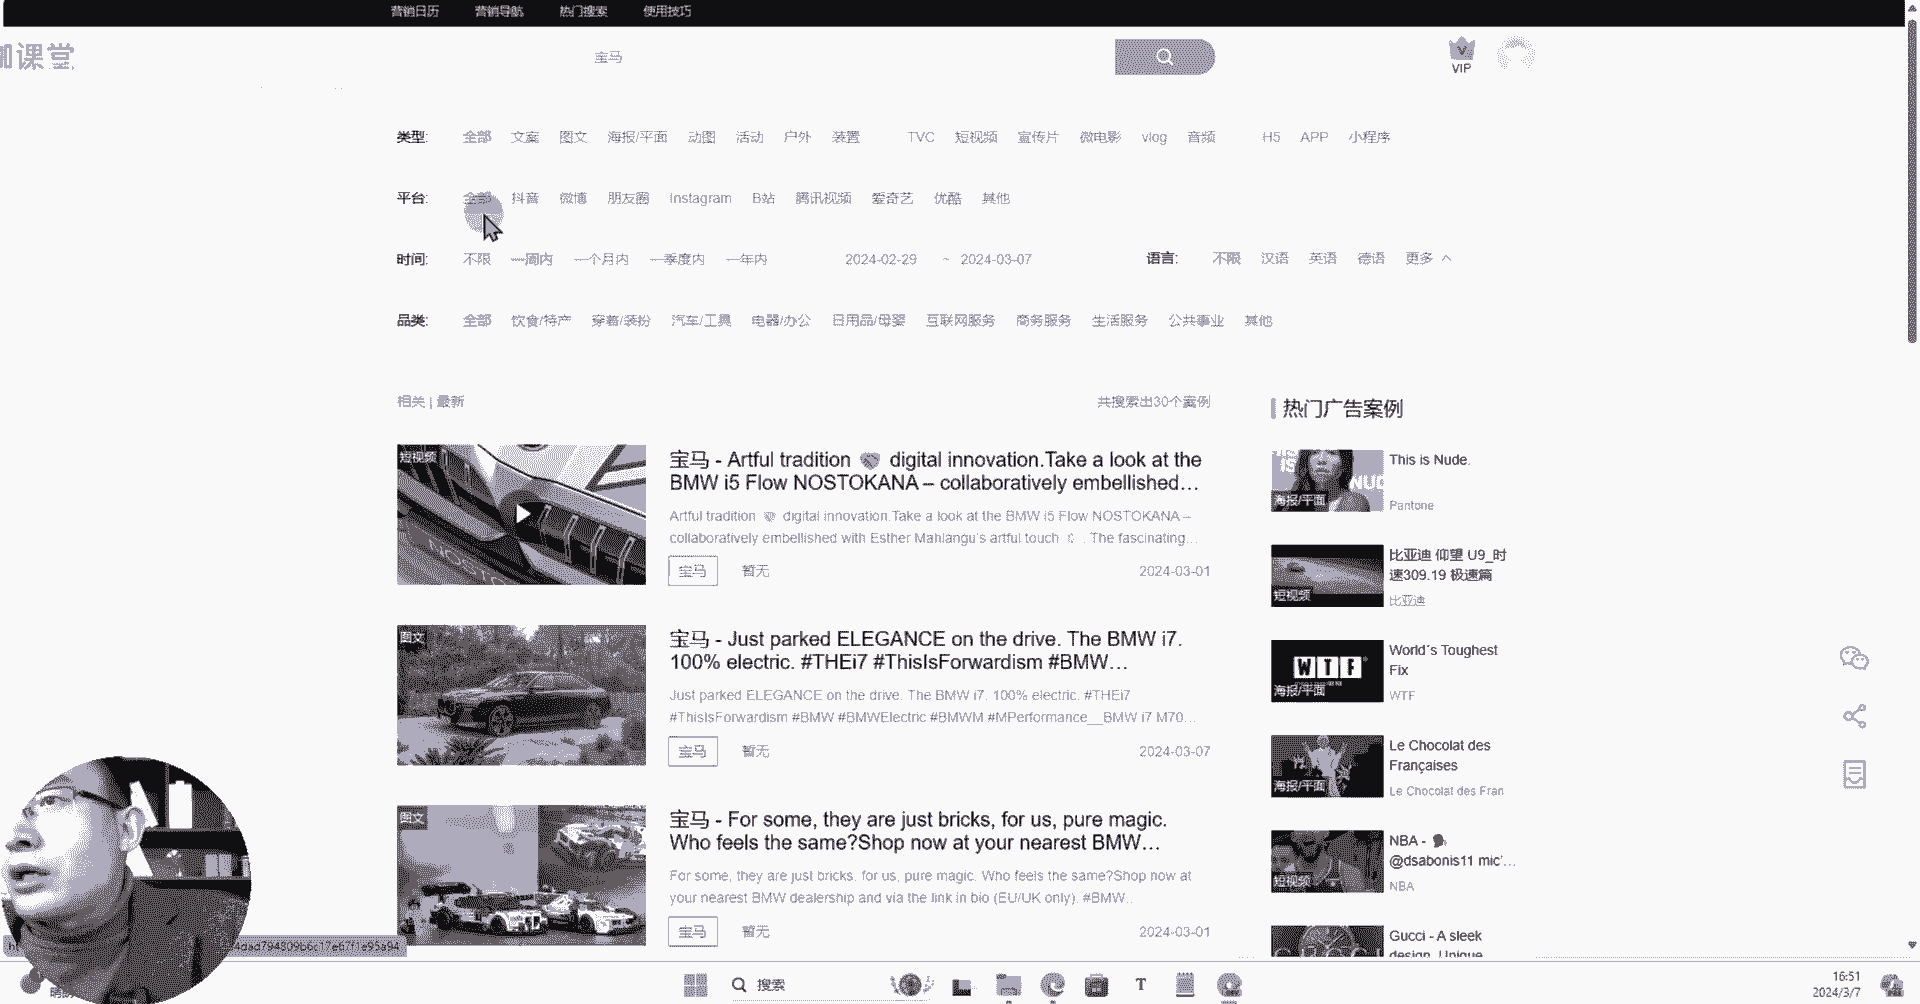 营销日历 营销导航 热门搜索 使用技巧
课堂
宝马
VIP
类型: 全部 文案 图文 海报/平面 动图 活动 户外 装置 TVC 短视频 宣传片 微电影 vlog 音频 H5 APP 小程序
平台: 全部 抖音 微博 朋友圈 Instagram B站 腾讯视频 爱奇艺 优酷 其他
时间: 不限 一周内 一个月内 一季度内 一年内 2024-02-29 ~ 2024-03-07 语言: 不限 汉语 英语 德语 更多
品类: 全部 饮食/特产 穿着/装扮 汽车/工具 电器/办公 日用品/母婴 互联网服务 商务服务 生活服务 公共事业 其他
相关 | 最新
共搜索出30个案例
短视频
宝马 - Artful tradition 🤝 digital innovation.Take a look at the
BMW i5 Flow NOSTOKANA – collaboratively embellished...
Artful tradition 🤝 digital innovation.Take a look at the BMW i5 Flow NOSTOKANA –
collaboratively embellished with Esther Mahlangu's artful touch . The fascinating...
宝马 暂无 2024-03-01
图文
宝马 - Just parked ELEGANCE on the drive. The BMW i7.
100% electric. #THEi7 #ThisIsForwardism #BMW...
Just parked ELEGANCE on the drive. The BMW i7. 100% electric. #THEi7
#ThisIsForwardism #BMW #BMWElectric #BMWM #MPerformance__BMW i7 M70...
宝马 暂无 2024-03-07
图文
宝马 - For some, they are just bricks, for us, pure magic.
Who feels the same?Shop now at your nearest BMW...
For some, they are just bricks, for us, pure magic. Who feels the same?Shop now at
your nearest BMW dealership and via the link in bio (EU/UK only). #BMW..
宝马 暂无 2024-03-01
热门广告案例
海报/平面
This is Nude.
Pantone
短视频
比亚迪 仰望 U9_时
速309.19 极速篇
比亚迪
WTF
海报/平面
World´s Toughest
Fix
WTF
海报/平面
Le Chocolat des
Françaises
Le Chocolat des Fran
短视频
NBA - 🗣
@dsabonis11 mic'...
NBA
Gucci - A sleek
design. Unique
4dad794809b6c17e67f1e95a94
搜索
T
16:51
2024/3/7